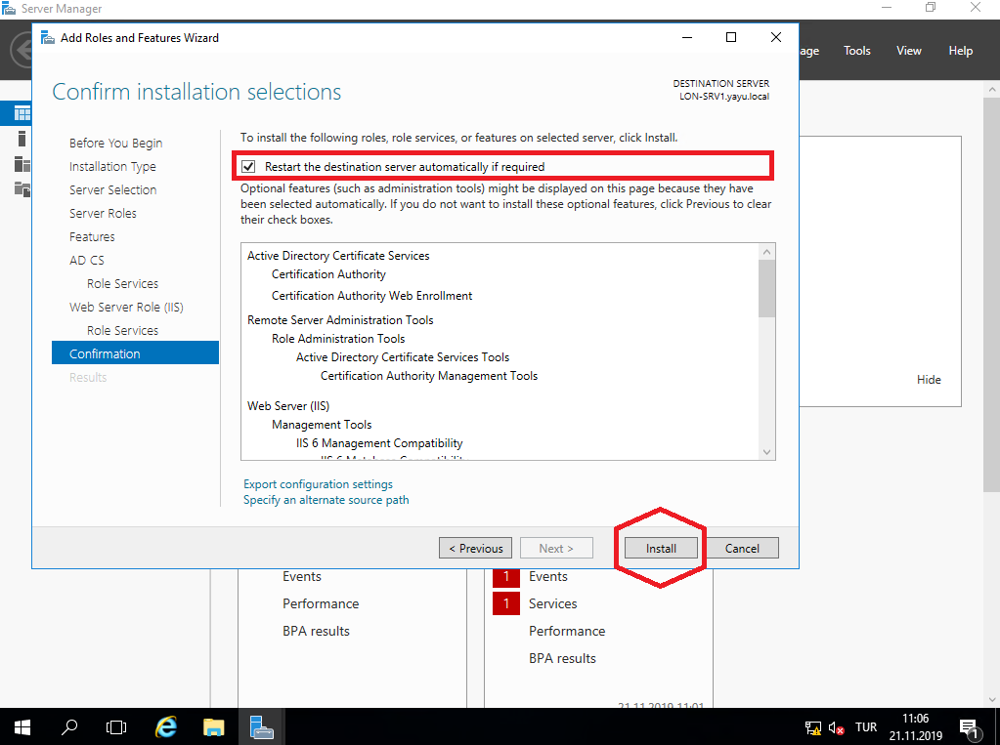 Server Manager
Add Roles and Features Wizard
Tools
View
Help
Confirm installation selections
DESTINATION SERVER
LON-SRV1.yayu.local
Before You Begin
Installation Type
Server Selection
Server Roles
Features
AD CS
Role Services
Web Server Role (IIS)
Role Services
Confirmation
Results
To install the following roles, role services, or features on selected server, click Install.
Restart the destination server automatically if required
Optional features (such as administration tools) might be displayed on this page because they have
been selected automatically. If you do not want to install these optional features, click Previous to clear
their check boxes.
Active Directory Certificate Services
Certification Authority
Certification Authority Web Enrollment
Remote Server Administration Tools
Role Administration Tools
Active Directory Certificate Services Tools
Certification Authority Management Tools
Web Server (IIS)
Management Tools
IIS 6 Management Compatibility
IIS 6 Metabase Compatibility
Export configuration settings
Specify an alternate source path
Hide
< Previous
Next >
Install
Cancel
Events
Performance
BPA results
1 Events
1 Services
Performance
BPA results
21.11.2019 11:01
TUR
11:06
21.11.2019
1